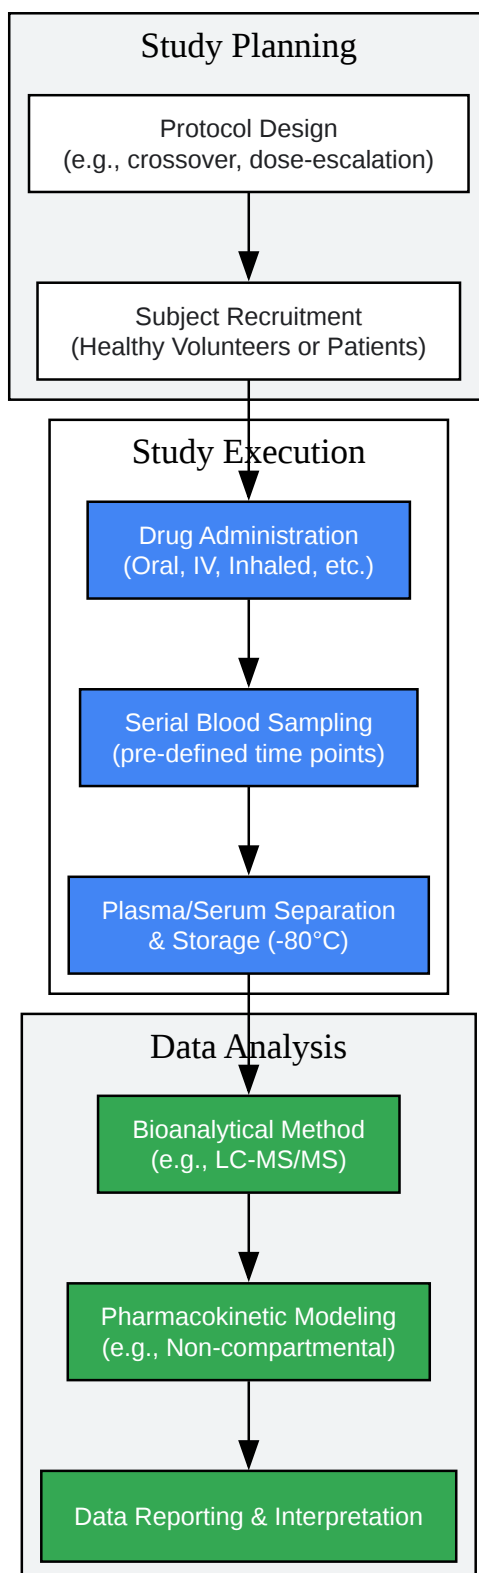 Study Planning
Protocol Design
(e.g., crossover, dose-escalation)
Subject Recruitment
(Healthy Volunteers or Patients)
Study Execution
Drug Administration
(Oral, IV, Inhaled, etc.)
Serial Blood Sampling
(pre-defined time points)
Plasma/Serum Separation
& Storage (-80°C)
Data Analysis
Bioanalytical Method
(e.g., LC-MS/MS)
Pharmacokinetic Modeling
(e.g., Non-compartmental)
Data Reporting & Interpretation